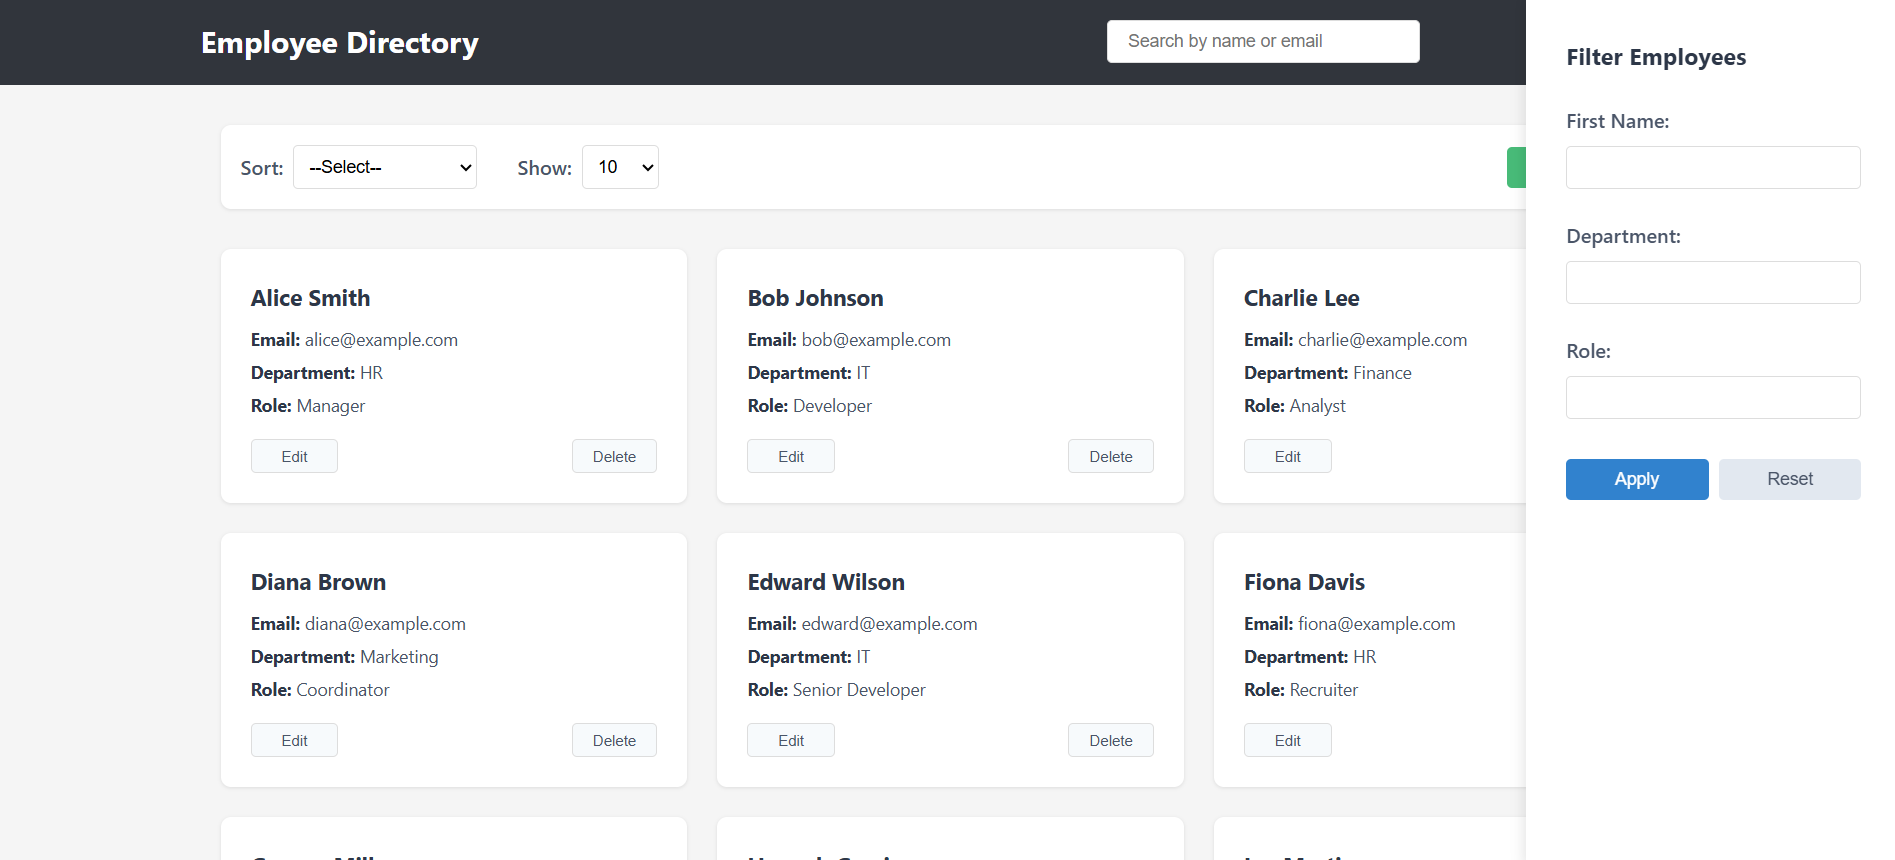 Employee Directory
Search by name or email
Sort: --Select-- Show: 10
Alice Smith
Email: alice@example.com
Department: HR
Role: Manager
Edit Delete
Bob Johnson
Email: bob@example.com
Department: IT
Role: Developer
Edit Delete
Charlie Lee
Email: charlie@example.com
Department: Finance
Role: Analyst
Edit
Diana Brown
Email: diana@example.com
Department: Marketing
Role: Coordinator
Edit Delete
Edward Wilson
Email: edward@example.com
Department: IT
Role: Senior Developer
Edit Delete
Fiona Davis
Email: fiona@example.com
Department: HR
Role: Recruiter
Edit
Filter Employees
First Name:
Department:
Role:
Apply Reset